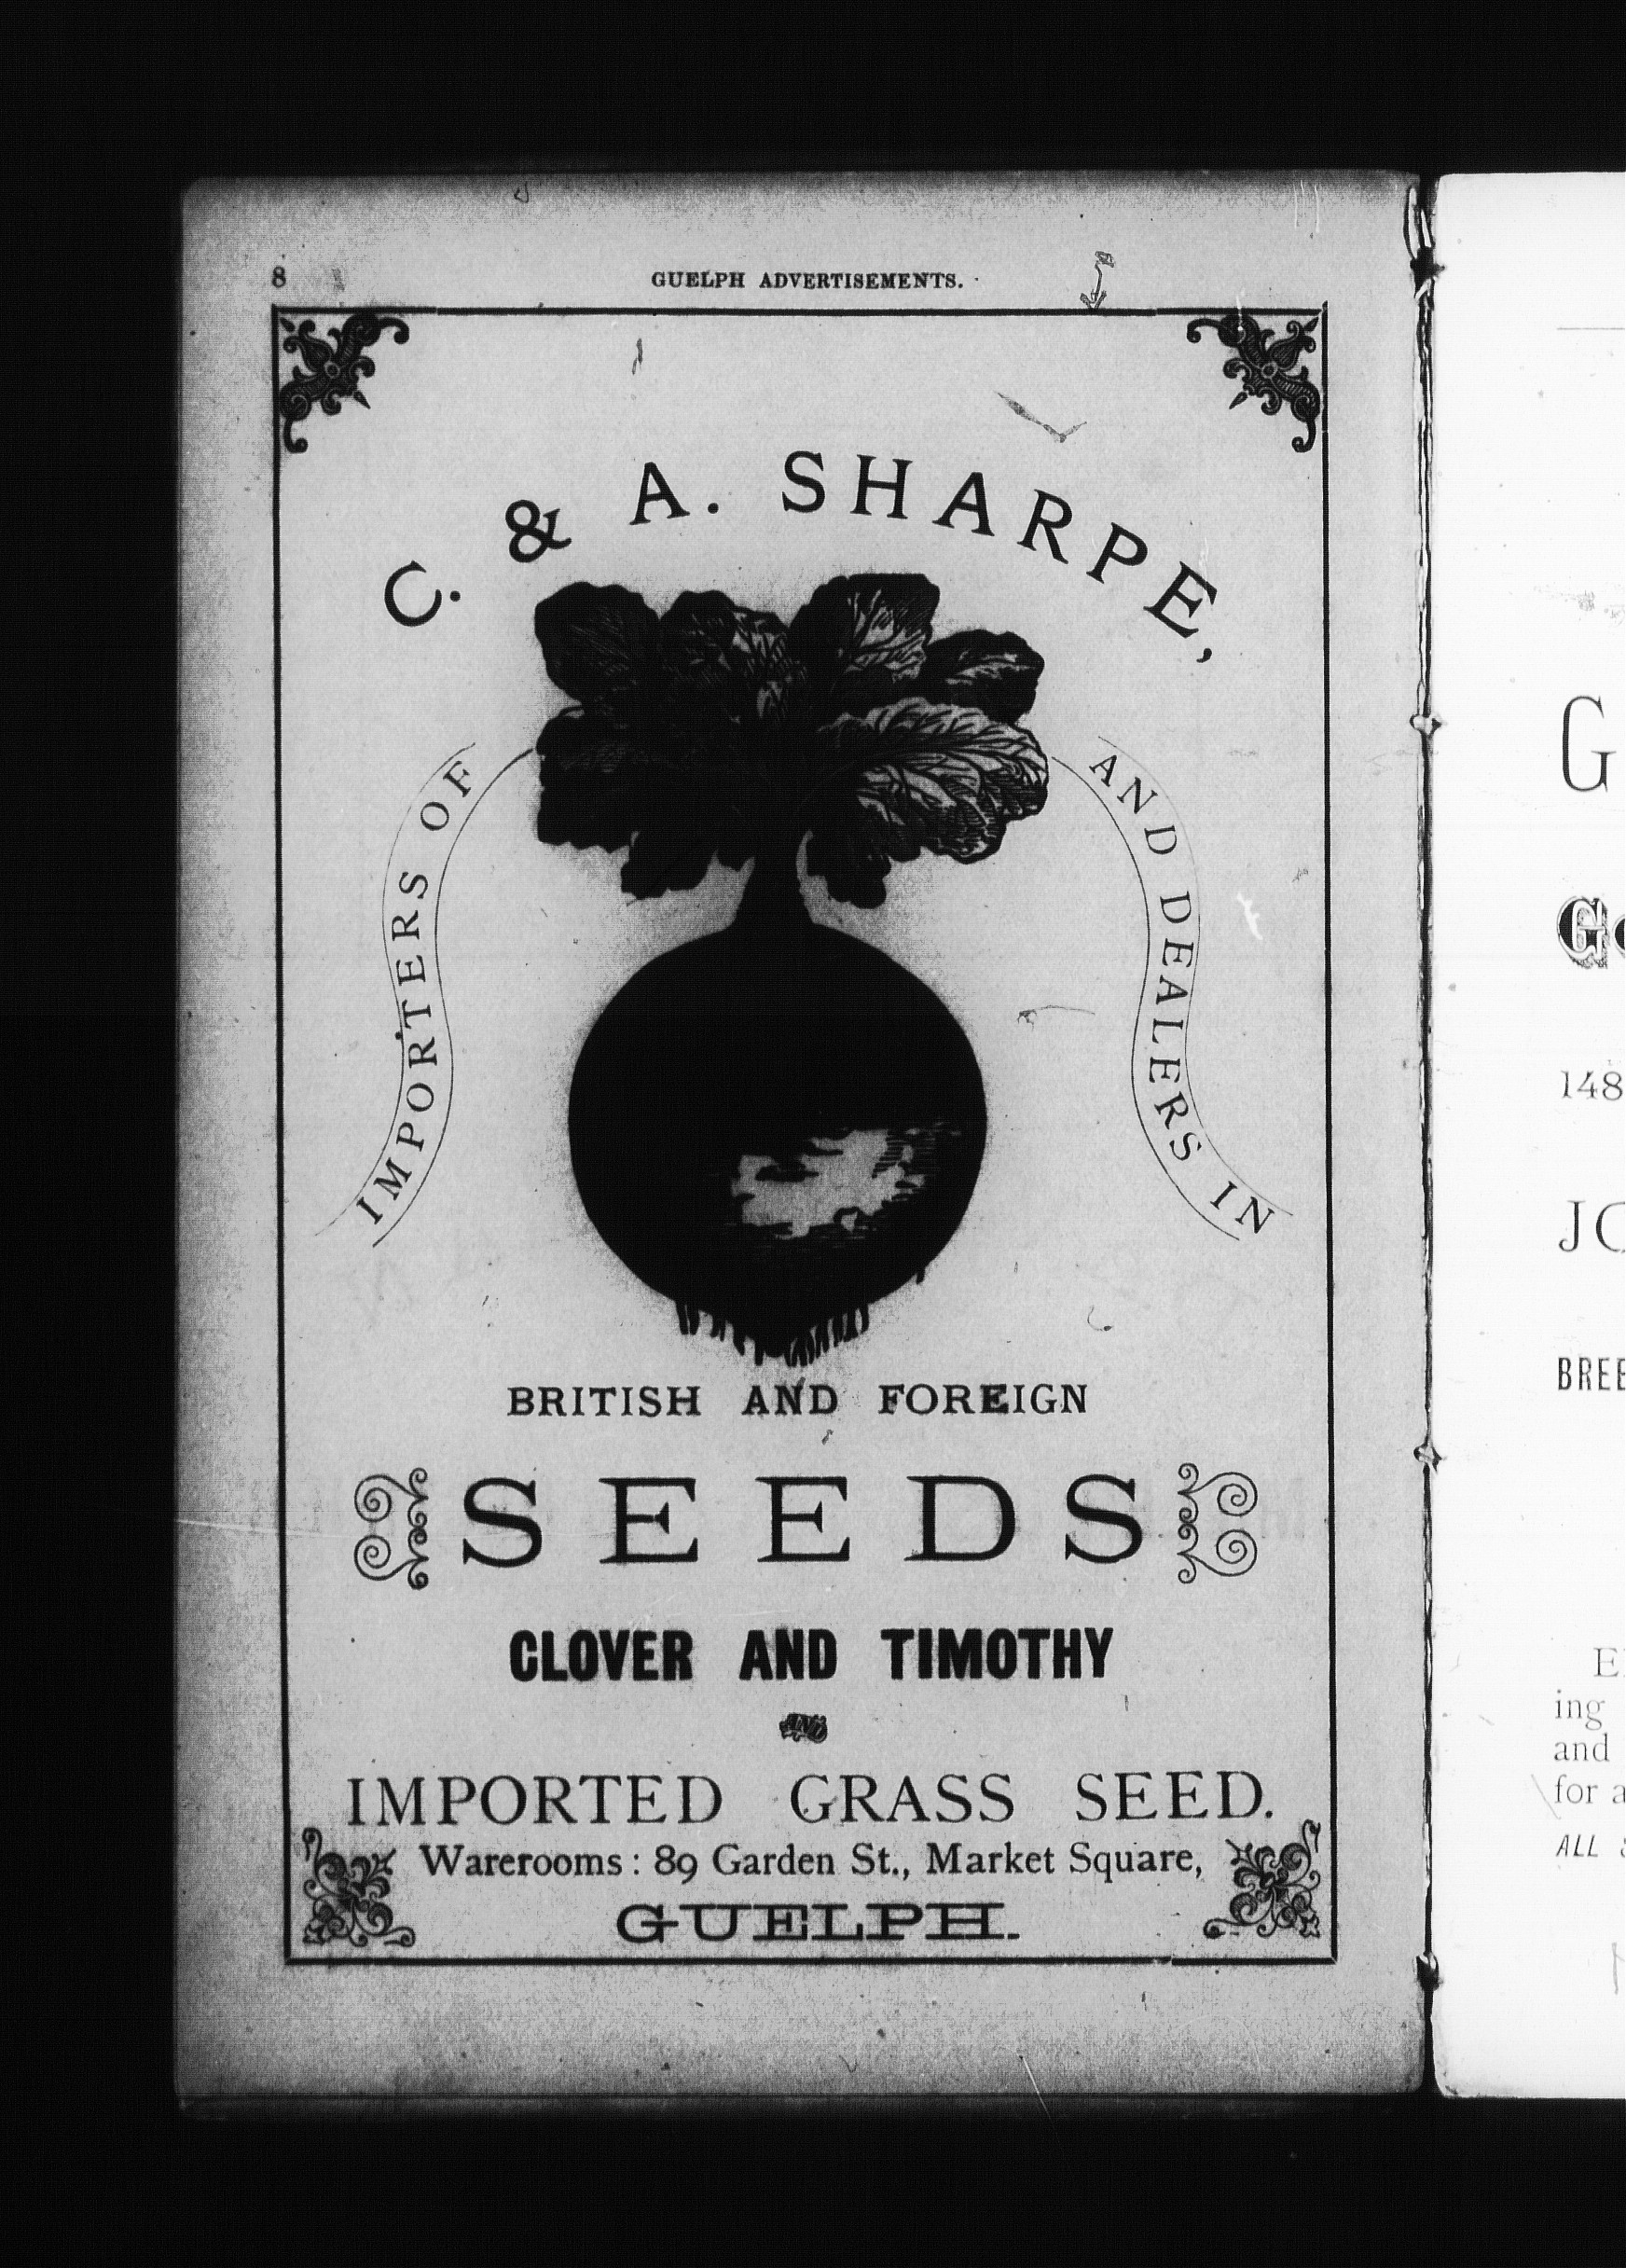 8
GUELPH ADVERTISEMENTS.
C. & A. SHARPE,
IMPORTERS OF
AND DEALERS IN
BRITISH AND FOREIGN
SEEDS
CLOVER AND TIMOTHY
AND
IMPORTED GRASS SEED.
Warerooms: 89 Garden St., Market Square,
GUELPH.
G
148
BREE
ing
and
for a
ALL